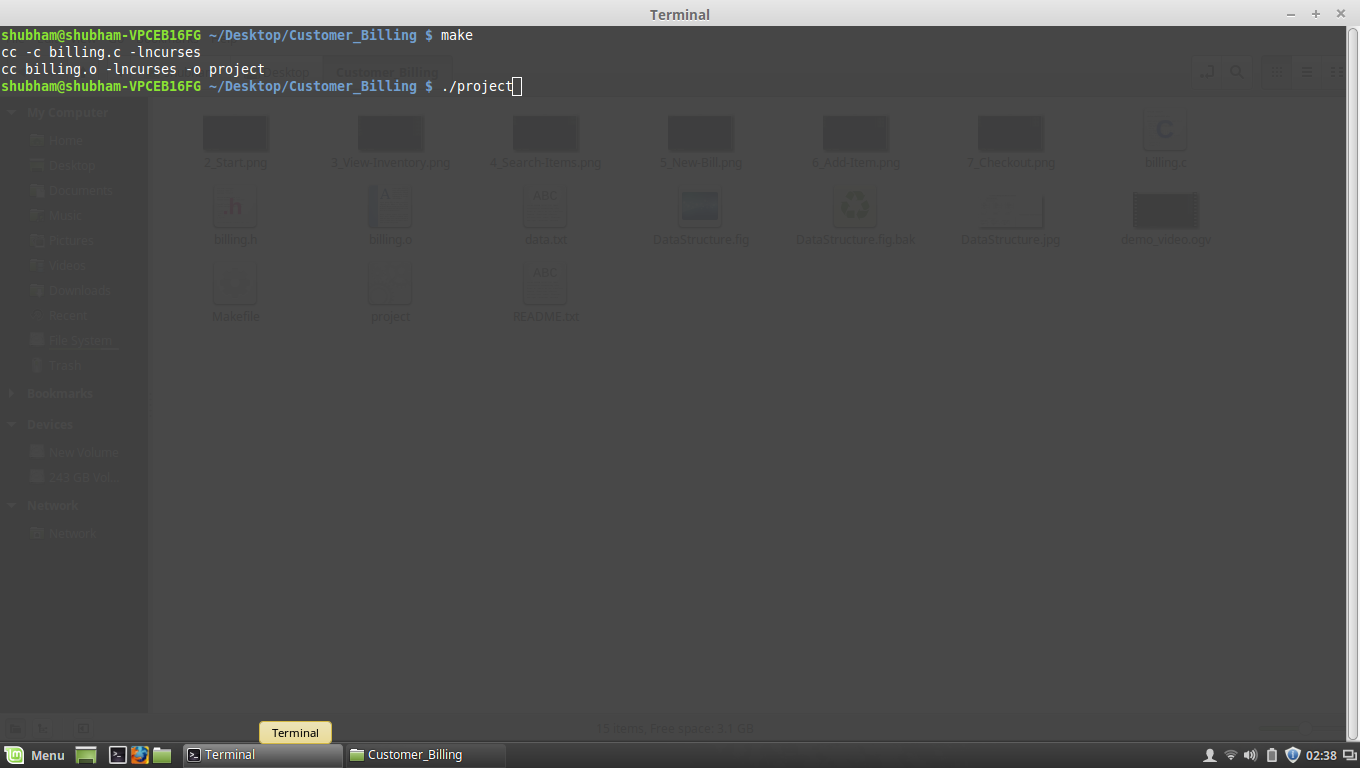 Terminal
shubham@shubham-VPCEB16FG ~/Desktop/Customer_Billing $ make
cc -c billing.c -lncurses
cc billing.o -lncurses -o project
shubham@shubham-VPCEB16FG ~/Desktop/Customer_Billing $ ./project
Desktop Customer_Billing
My Computer
Home
Desktop
Documents
Music
Pictures
Videos
Downloads
Recent
File System
Trash
Bookmarks
Devices
New Volume
243 GB Vol...
Network
Network
2_Start.png 3_View-Inventory.png 4_Search-Items.png 5_New-Bill.png 6_Add-Item.png 7_Checkout.png billing.c
billing.h billing.o data.txt DataStructure.fig DataStructure.fig.bak DataStructure.jpg demo_video.ogv
Makefile project README.txt
15 items, Free space: 3.1 GB
Terminal
Menu Terminal Customer_Billing 02:38